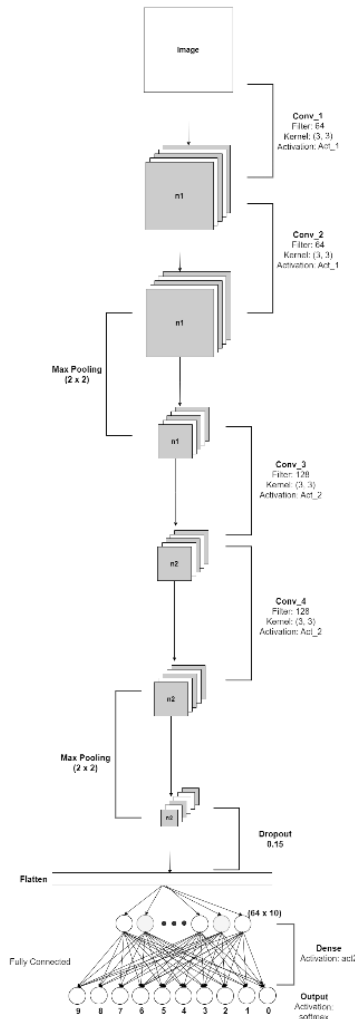 Image
Conv_1
Filter: 64
Kernel: (3, 3)
Activation: Act_1
n1
Conv_2
Filter: 64
Kernel: (3, 3)
Activation: Act_1
n1
Max Pooling
(2 x 2)
n1
Conv_3
Filter: 128
Kernel: (3, 3)
Activation: Act_2
n2
Conv_4
Filter: 128
Kernel: (3, 3)
Activation: Act_2
n2
Max Pooling
(2 x 2)
n2
Dropout
0.15
Flatten
(64 x 10)
Fully Connected
Dense
Activation: act2
9 8 7 6 5 4 3 2 1 0
Output
Activation:
softmax